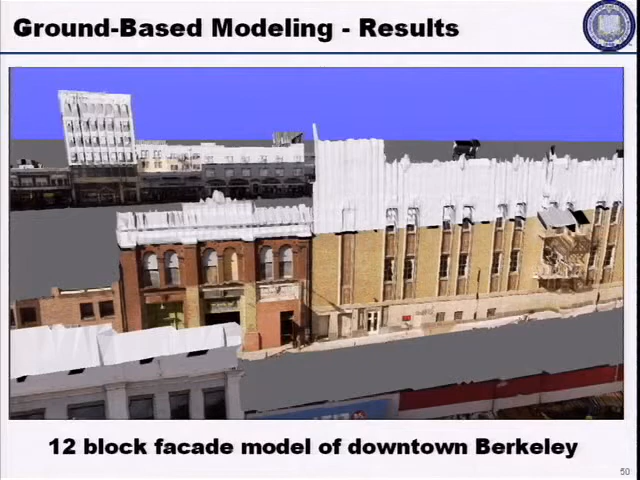 Ground-Based Modeling - Results
12 block facade model of downtown Berkeley
50